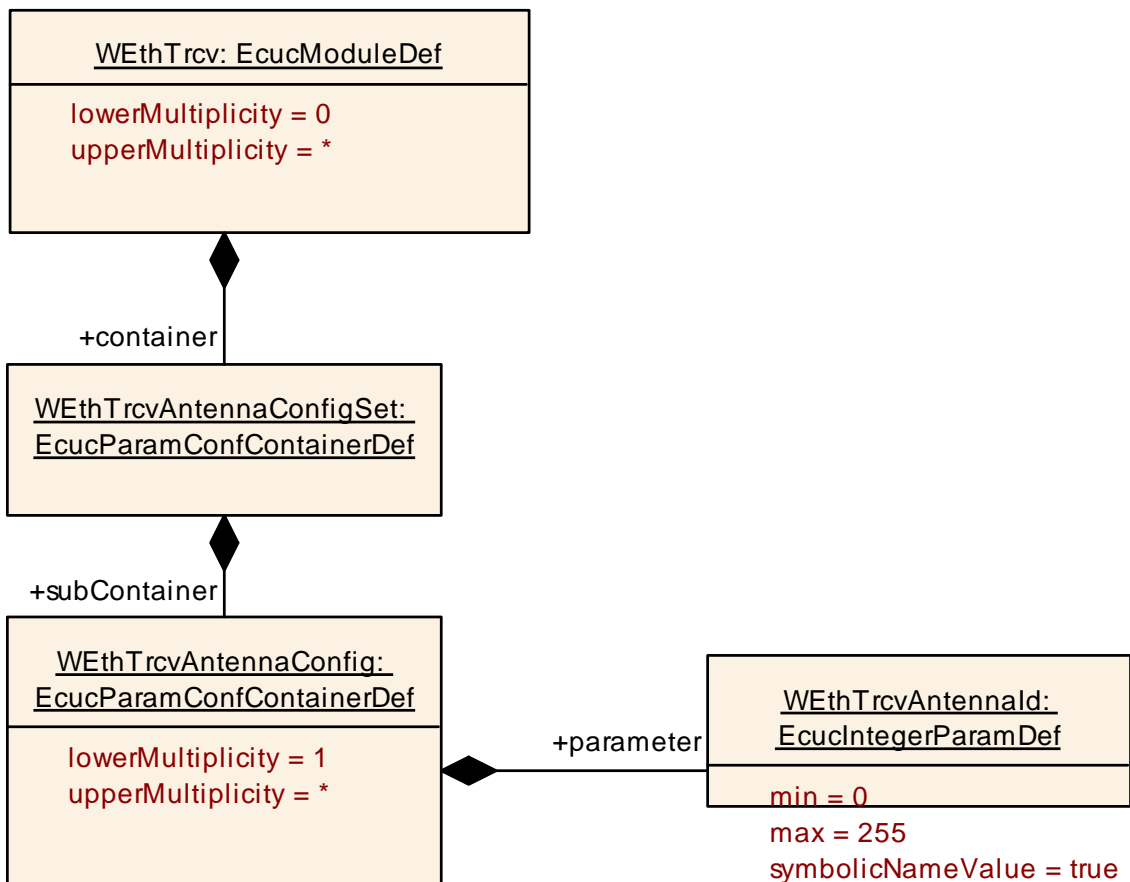 WEthTrcv: EcucModuleDef
lowerMultiplicity = 0
upperMultiplicity = *
+container
WEthTrcvAntennaConfigSet:
EcucParamConfContainerDef
+subContainer
WEthTrcvAntennaConfig:
EcucParamConfContainerDef
lowerMultiplicity = 1
upperMultiplicity = *
+parameter
WEthTrcvAntennaId:
EcucIntegerParamDef
min = 0
max = 255
symbolicNameValue = true